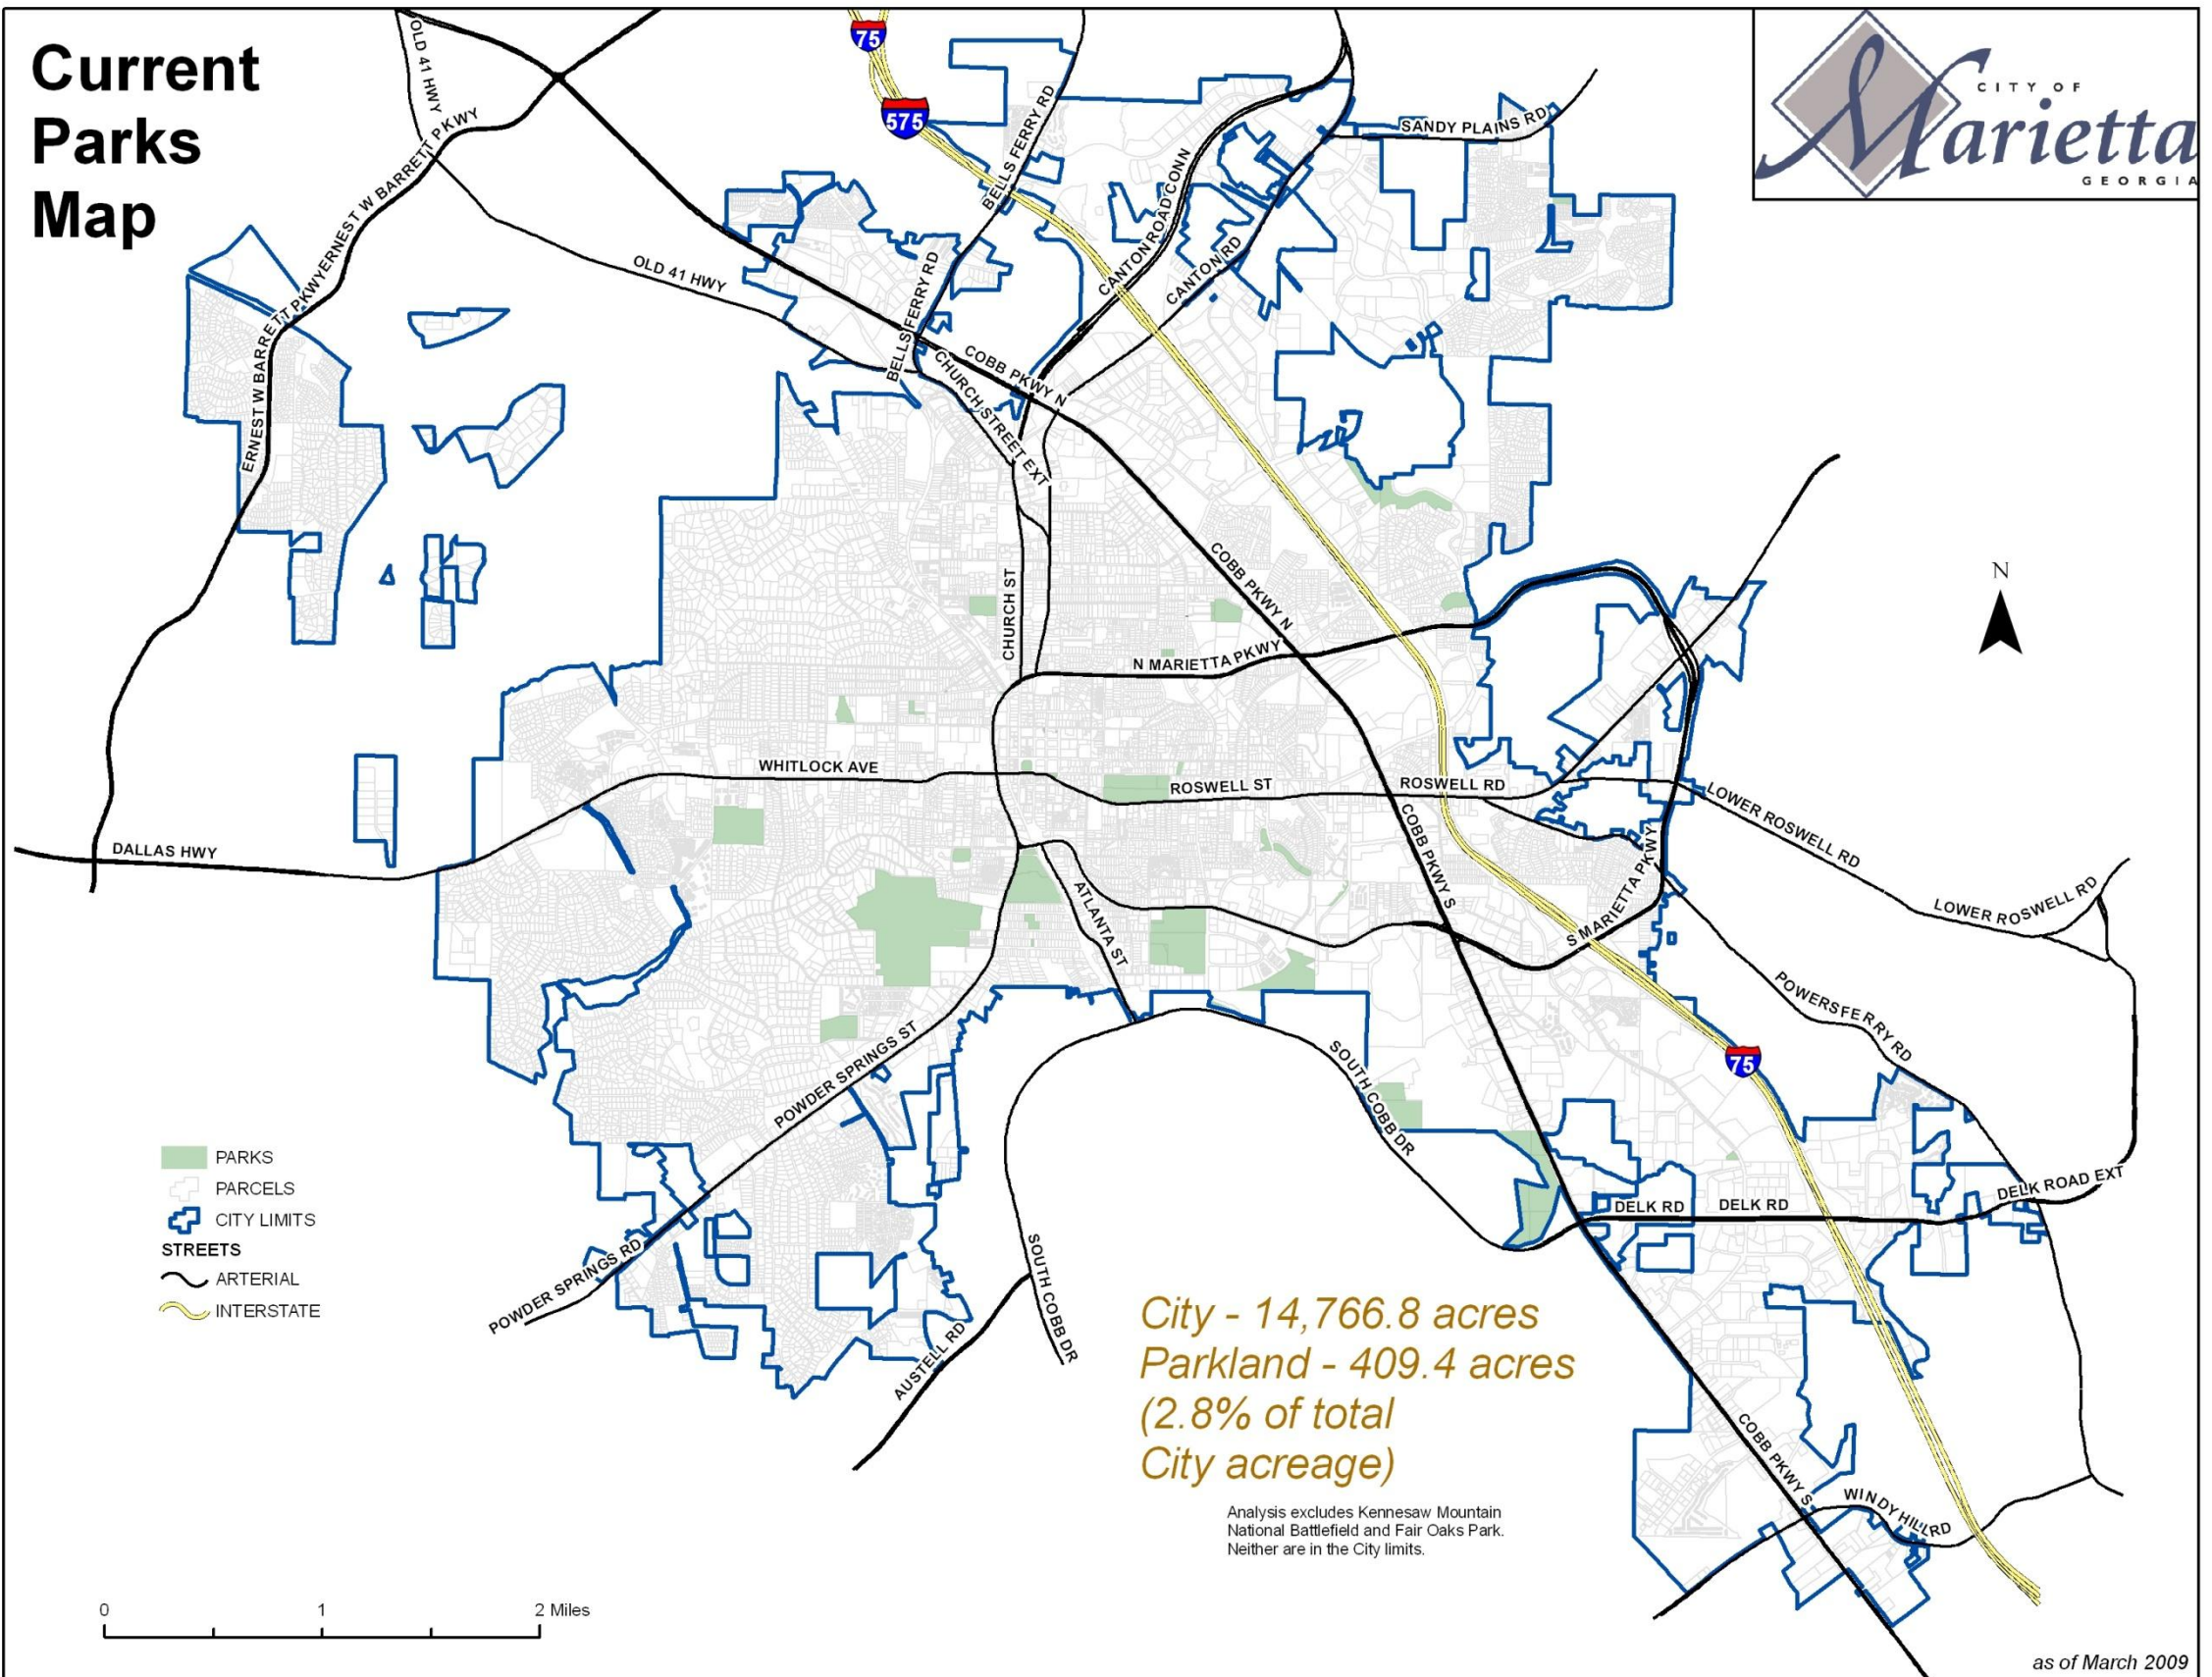 Current
Parks
Map
CITY OF
Marietta
GEORGIA
75
575
OLD 41 HWY
ERNEST W BARRETT PKWY
ERNEST W BARRETT PKWY
ERNEST W BARRETT PKWY
OLD 41 HWY
BELLS FERRY RD
BELLS FERRY RD
BELLS FERRY RD
CANTON ROAD CONN
CANTON RD
SANDY PLAINS RD
COBB PKWY N
CHURCH STREET EXT
COBB PKWY N
CHURCH ST
N MARIETTA PKWY
N
WHITLOCK AVE
ROSWELL ST
ROSWELL RD
LOWER ROSWELL RD
LOWER ROSWELL RD
DALLAS HWY
COBB PKWY S
S MARIETTA PKWY
ATLANTA ST
POWERS FERRY RD
75
POWDER SPRINGS ST
SOUTH COBB DR
DELK RD
DELK RD
DELK ROAD EXT
POWDER SPRINGS RD
SOUTH COBB DR
AUSTELL RD
COBB PKWY S
WINDY HILL RD
PARKS
PARCELS
CITY LIMITS
STREETS
ARTERIAL
INTERSTATE
City - 14,766.8 acres
Parkland - 409.4 acres
(2.8% of total
City acreage)
Analysis excludes Kennesaw Mountain
National Battlefield and Fair Oaks Park.
Neither are in the City limits.
0 1 2 Miles
as of March 2009